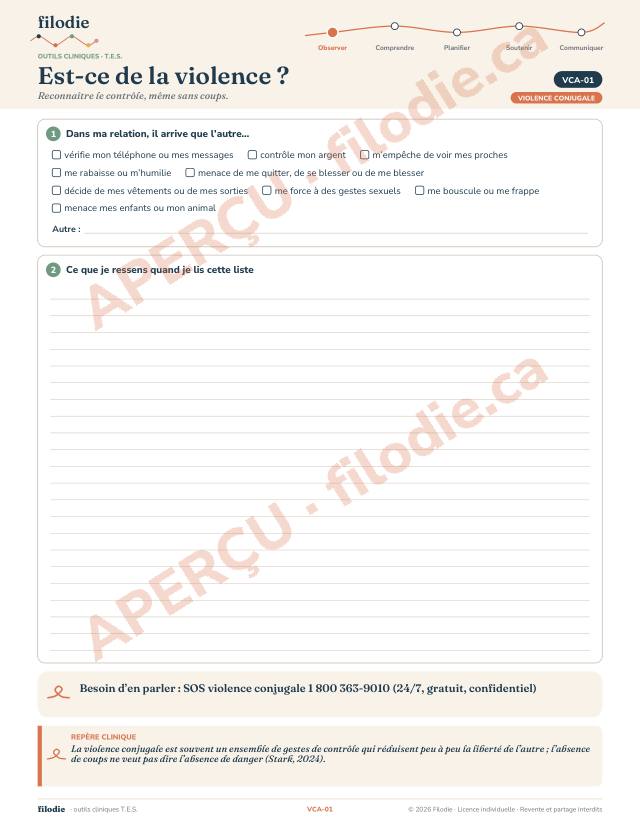 filodie
OUTILS CLINIQUES · T.E.S.
Observer Comprendre Planifier Soutenir Communiquer
Est-ce de la violence ?
Reconnaître le contrôle, même sans coups.
VCA-01
VIOLENCE CONJUGALE
1 Dans ma relation, il arrive que l’autre…
vérifie mon téléphone ou mes messages contrôle mon argent m’empêche de voir mes proches
me rabaisse ou m’humilie menace de me quitter, de se blesser ou de me blesser
décide de mes vêtements ou de mes sorties me force à des gestes sexuels me bouscule ou me frappe
menace mes enfants ou mon animal
Autre :
2 Ce que je ressens quand je lis cette liste
APERÇU · filodie.ca
APERÇU · filodie.ca
Besoin d’en parler : SOS violence conjugale 1 800 363-9010 (24/7, gratuit, confidentiel)
REPÈRE CLINIQUE
La violence conjugale est souvent un ensemble de gestes de contrôle qui réduisent peu à peu la liberté de l’autre ; l’absence
de coups ne veut pas dire l’absence de danger (Stark, 2024).
filodie · outils cliniques T.E.S. VCA-01 © 2026 Filodie · Licence individuelle · Revente et partage interdits